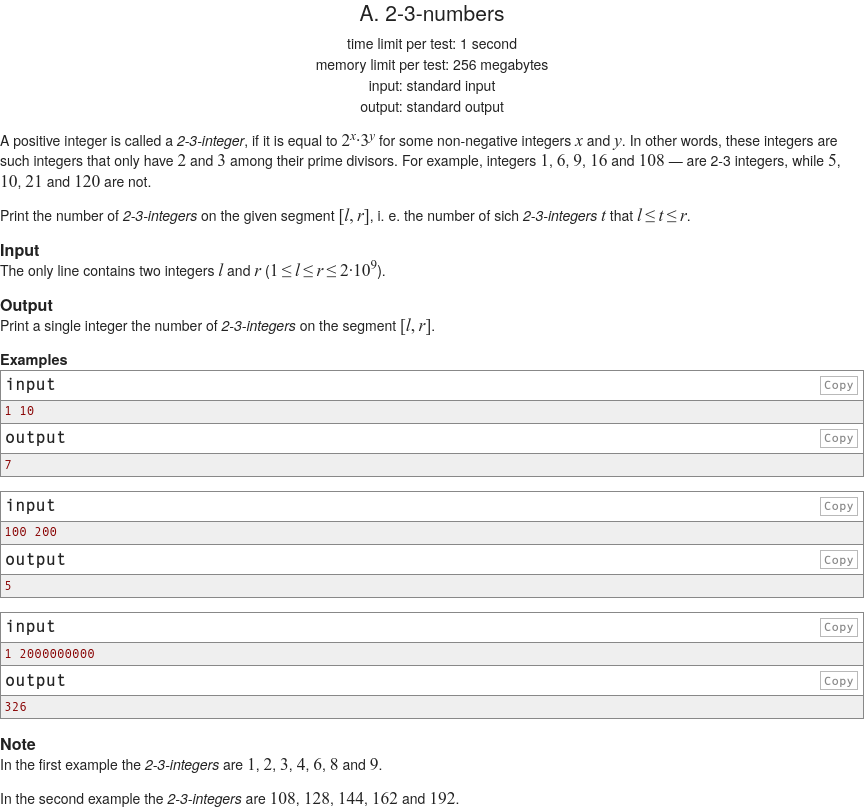 A. 2-3-numbers
time limit per test: 1 second
memory limit per test: 256 megabytes
input: standard input
output: standard output
A positive integer is called a 2-3-integer, if it is equal to 2^x·3^y for some non-negative integers x and y. In other words, these integers are
such integers that only have 2 and 3 among their prime divisors. For example, integers 1, 6, 9, 16 and 108 — are 2-3 integers, while 5,
10, 21 and 120 are not.
Print the number of 2-3-integers on the given segment [l, r], i. e. the number of sich 2-3-integers t that l ≤ t ≤ r.
Input
The only line contains two integers l and r (1 ≤ l ≤ r ≤ 2·10^9).
Output
Print a single integer the number of 2-3-integers on the segment [l, r].
Examples
input Copy
1 10
output Copy
7
input Copy
100 200
output Copy
5
input Copy
1 2000000000
output Copy
326
Note
In the first example the 2-3-integers are 1, 2, 3, 4, 6, 8 and 9.
In the second example the 2-3-integers are 108, 128, 144, 162 and 192.